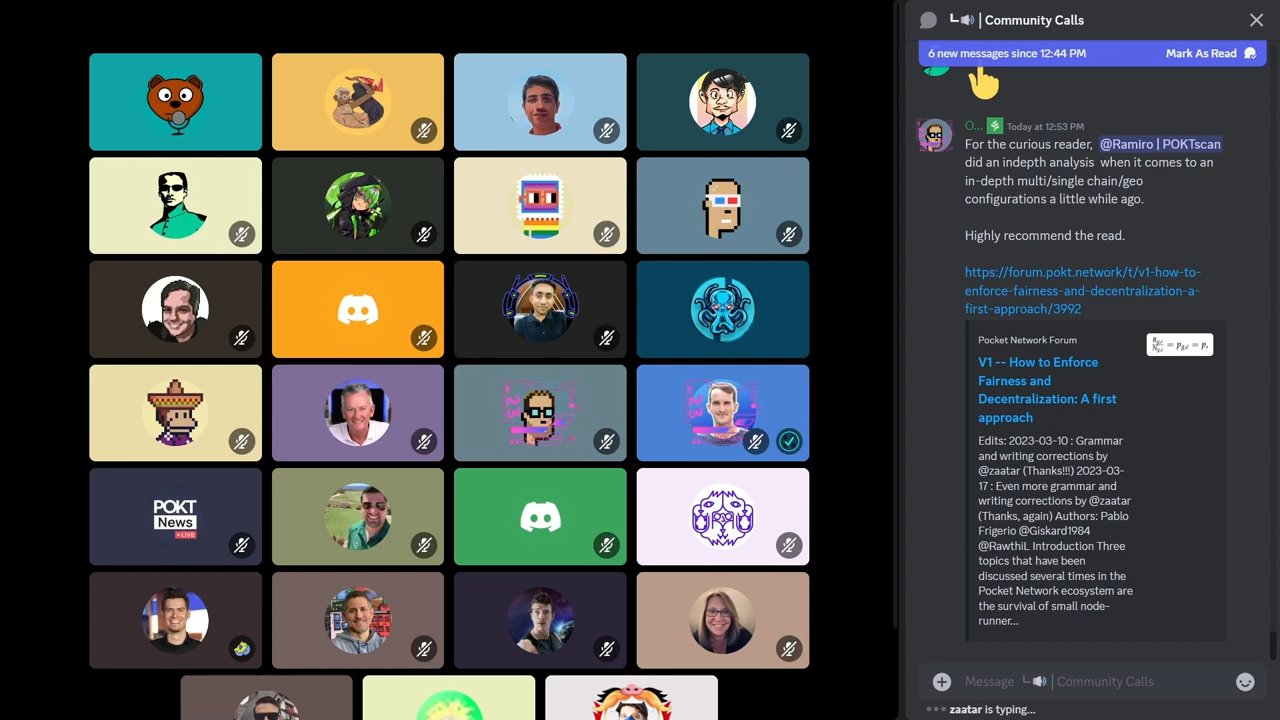 | Community Calls
6 new messages since 12:44 PM
Mark As Read
O... Today at 12:53 PM
For the curious reader, @Ramiro | POKTscan
did an indepth analysis when it comes to an
in-depth multi/single chain/geo
configurations a little while ago.
Highly recommend the read.
https://forum.pokt.network/t/v1-how-to-
enforce-fairness-and-decentralization-a-
first-approach/3992
Pocket Network Forum
V1 -- How to Enforce
Fairness and
Decentralization: A first
approach
Edits: 2023-03-10 : Grammar
and writing corrections by
@zaatar (Thanks!!!) 2023-03-
17 : Even more grammar and
writing corrections by @zaatar
(Thanks, again) Authors: Pablo
Frigerio @Giskard1984
@RawthiL Introduction Three
topics that have been
discussed several times in the
Pocket Network ecosystem are
the survival of small node-
runner...
Message | Community Calls
zaatar is typing...
POKT
News
LIVE